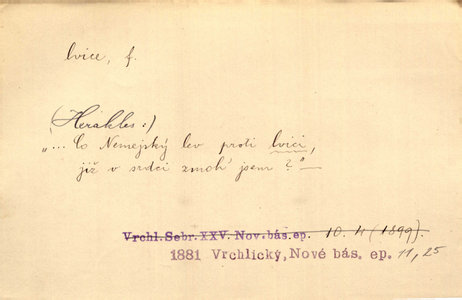 lvice, f.
(Herakles:)
„... Co Nemejský lev proti lvici,
již v srdci zmoh' jsem?"—
Vrchl. Sebr. XXV. Nov. bás. ep. 10. 4 (1899).
1881 Vrchlický, Nové bás. ep. 11, 25